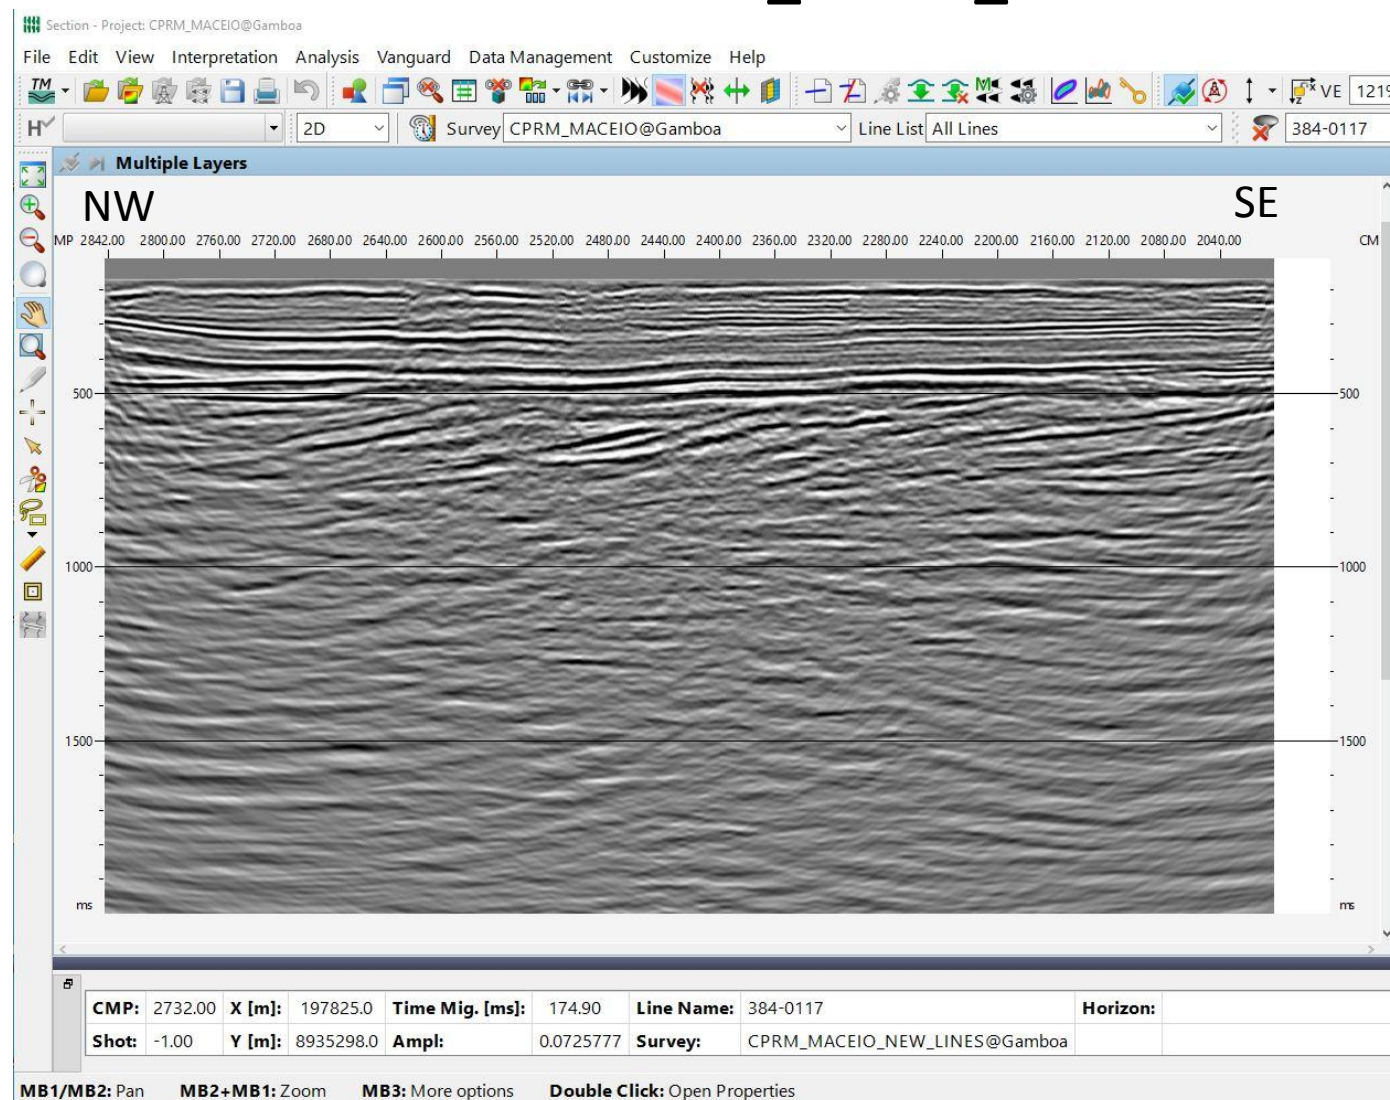 Section - Project: CPRM_MACEIO@Gamboa
File Edit View Interpretation Analysis Vanguard Data Management Customize Help
TM VE 121%
H 2D Survey CPRM_MACEIO@Gamboa Line List All Lines 384-0117
Multiple Layers
NW SE
MP 2842.00 2800.00 2760.00 2720.00 2680.00 2640.00 2600.00 2560.00 2520.00 2480.00 2440.00 2400.00 2360.00 2320.00 2280.00 2240.00 2200.00 2160.00 2120.00 2080.00 2040.00 CM
500 500
1000 1000
1500 1500
ms ms
CMP: 2732.00 X [m]: 197825.0 Time Mig. [ms]: 174.90 Line Name: 384-0117 Horizon:
Shot: -1.00 Y [m]: 8935298.0 Ampl: 0.0725777 Survey: CPRM_MACEIO_NEW_LINES@Gamboa
MB1/MB2: Pan MB2+MB1: Zoom MB3: More options Double Click: Open Properties